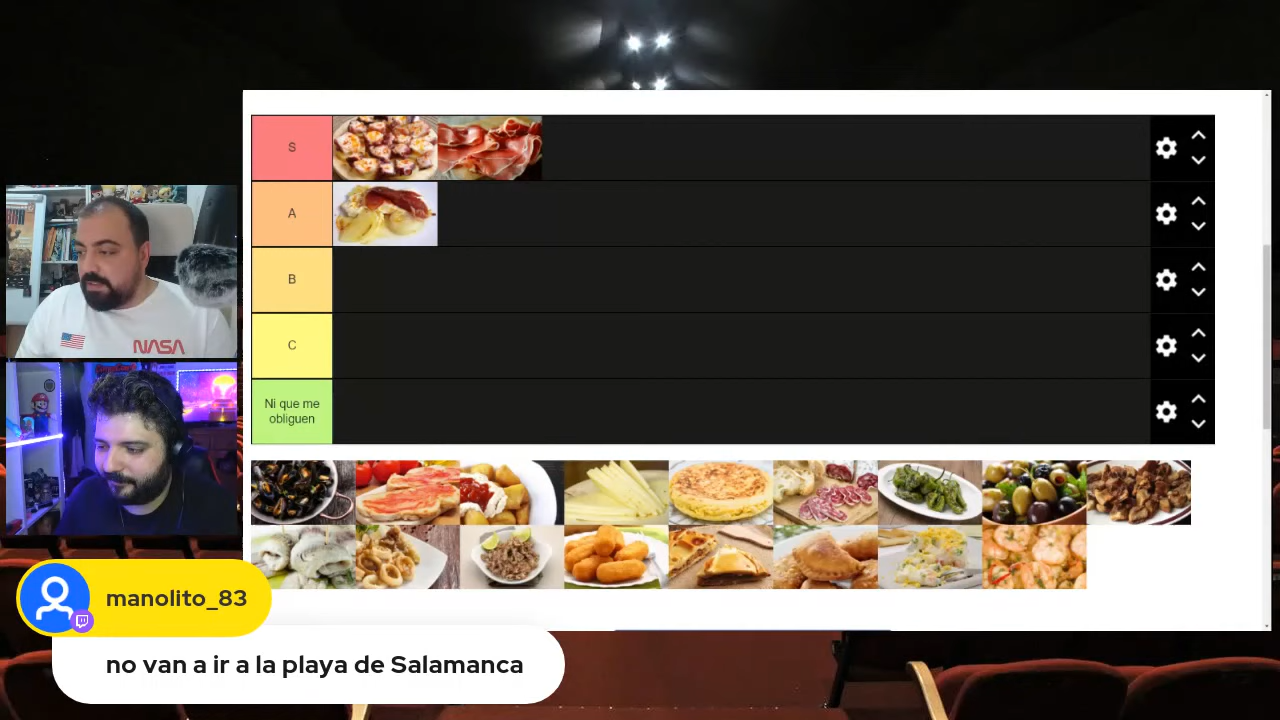 S
A
B
C
Ni que me
obliguen
NASA
manolito_83
no van a ir a la playa de Salamanca